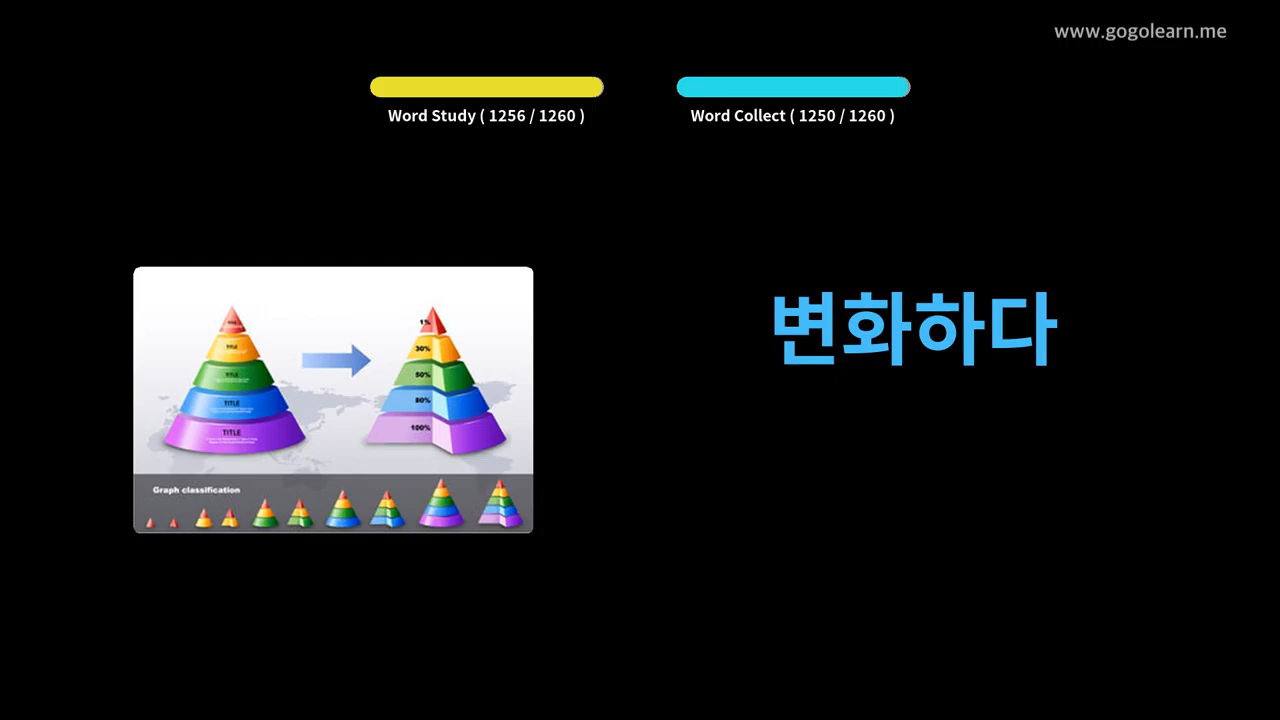 www.gogolearn.me
Word Study ( 1256 / 1260 )
Word Collect ( 1250 / 1260 )
변화하다
TITLE
TITLE
TITLE
TITLE
1%
30%
50%
80%
100%
Graph classification